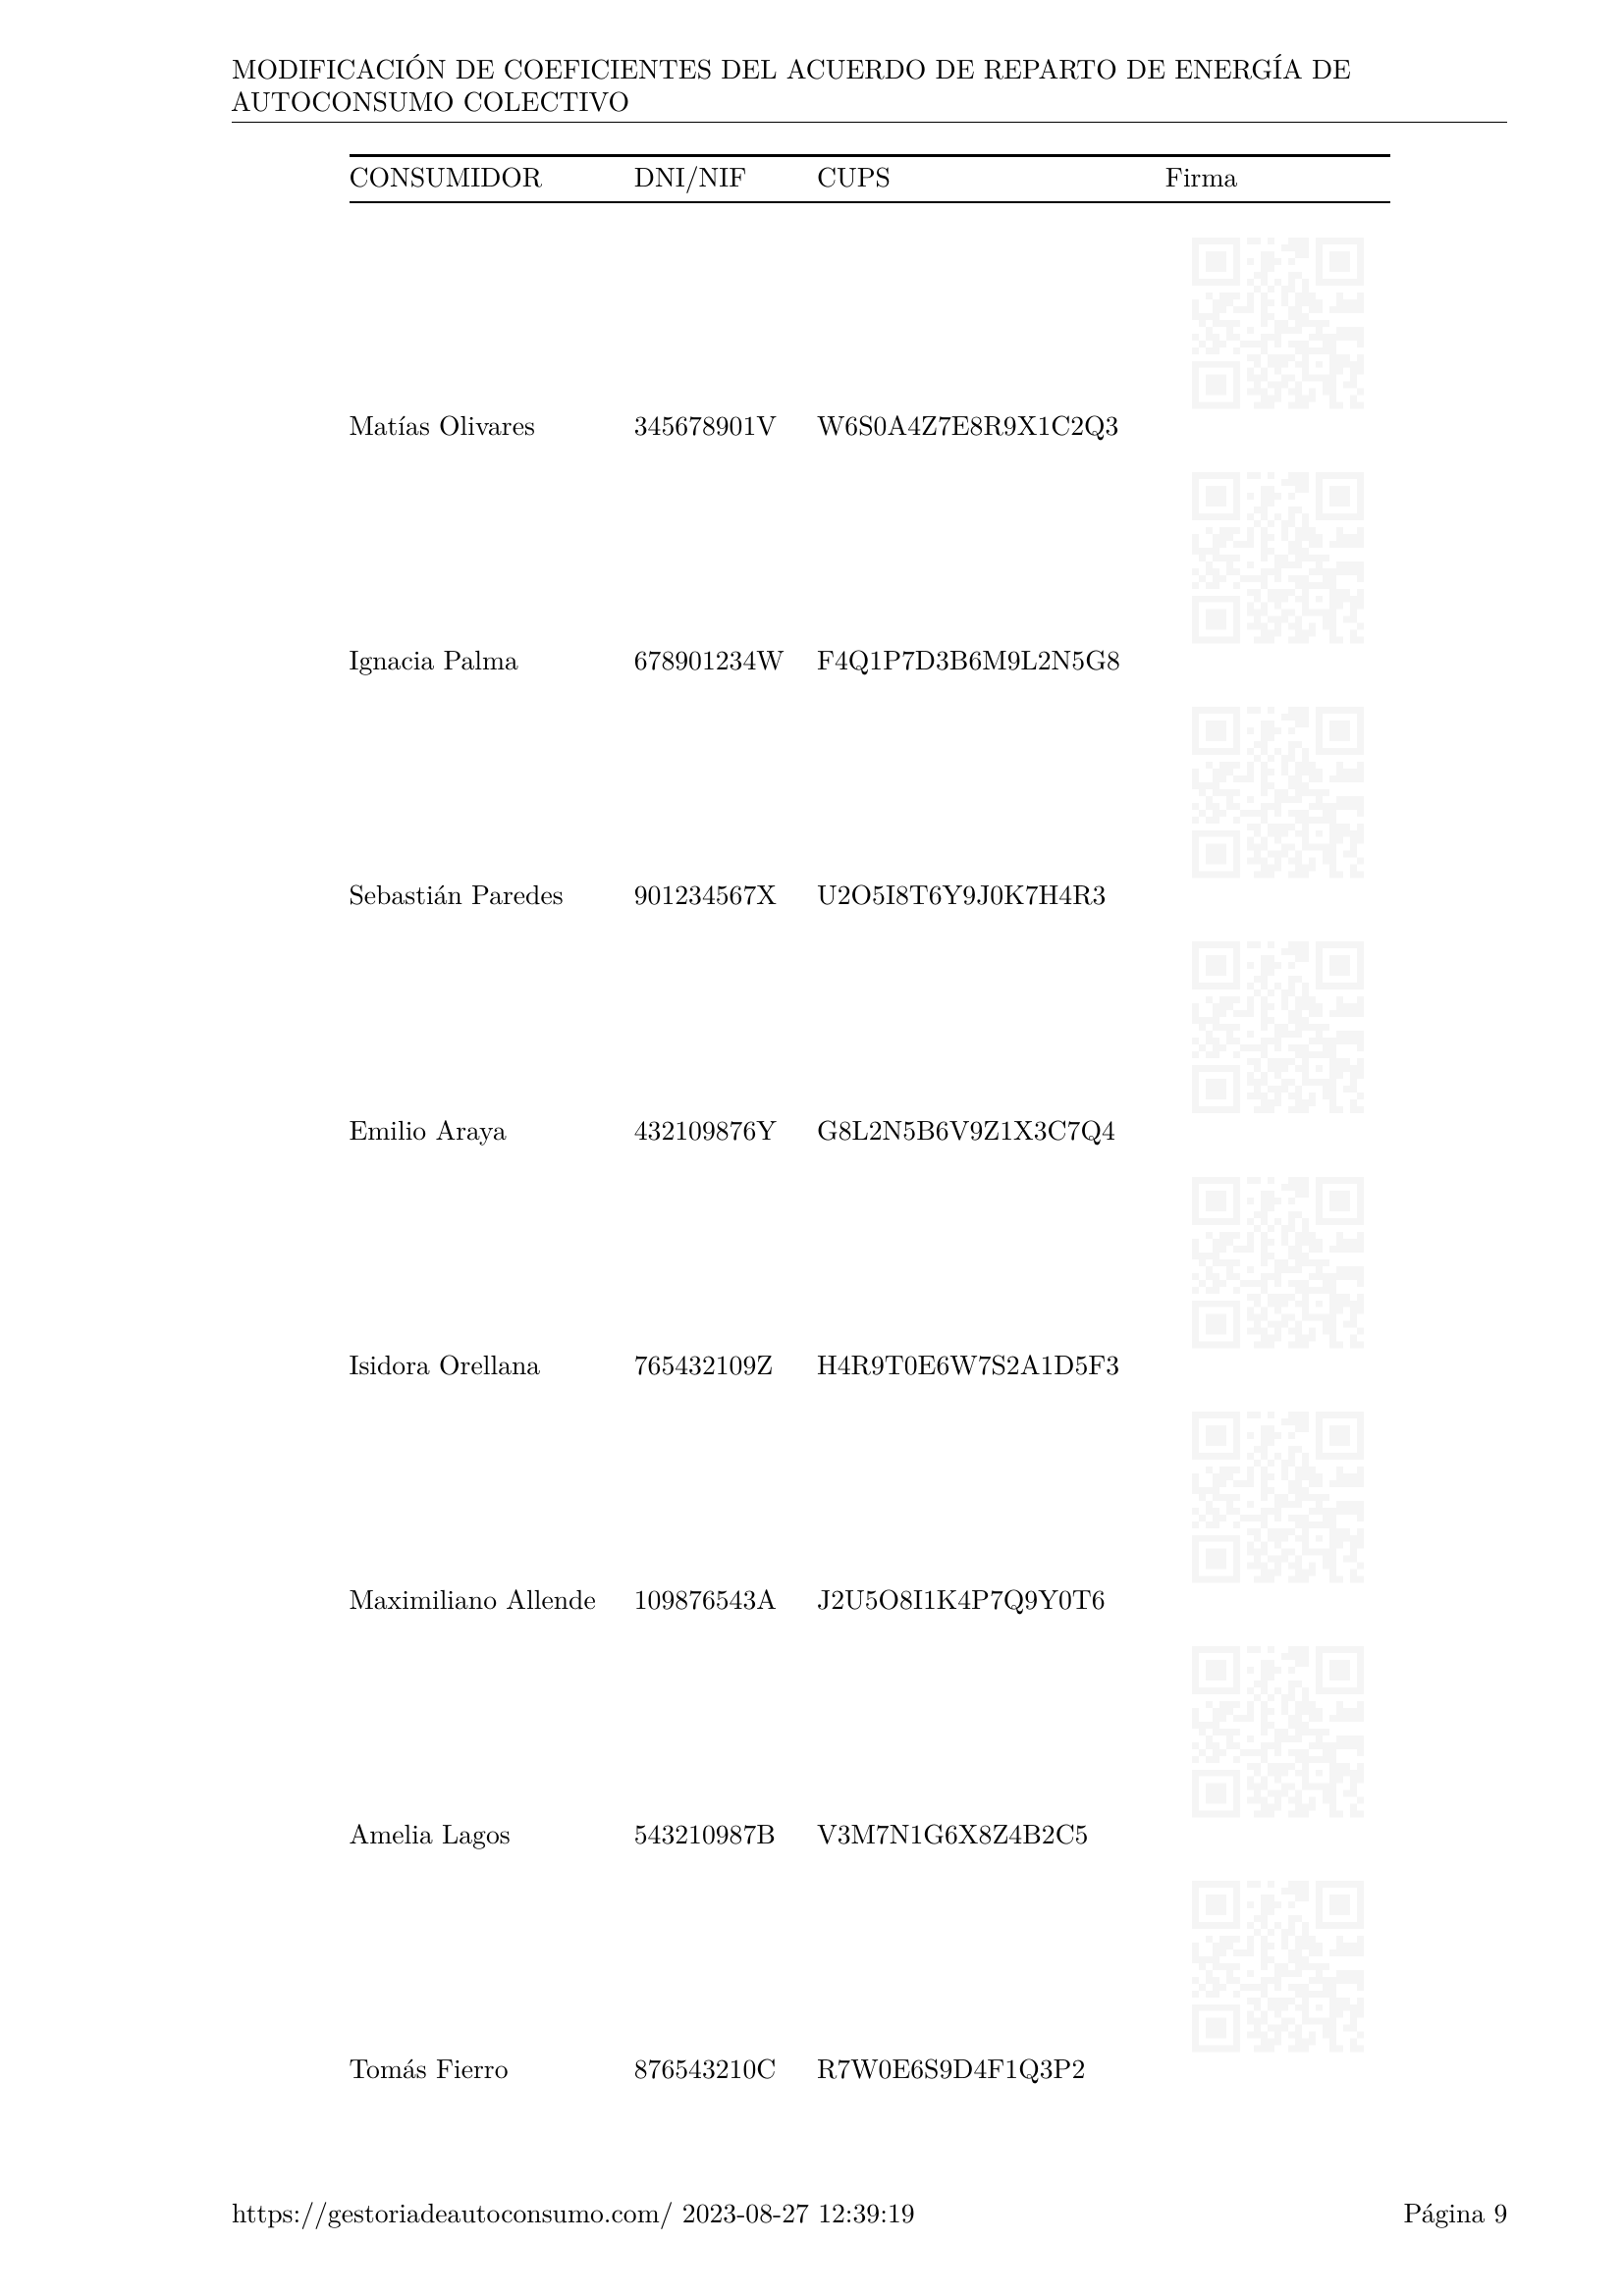 MODIFICACIÓN DE COEFICIENTES DEL ACUERDO DE REPARTO DE ENERGÍA DE
AUTOCONSUMO COLECTIVO
CONSUMIDOR DNI/NIF CUPS Firma
Matías Olivares 345678901V W6S0A4Z7E8R9X1C2Q3
Ignacia Palma 678901234W F4Q1P7D3B6M9L2N5G8
Sebastián Paredes 901234567X U2O5I8T6Y9J0K7H4R3
Emilio Araya 432109876Y G8L2N5B6V9Z1X3C7Q4
Isidora Orellana 765432109Z H4R9T0E6W7S2A1D5F3
Maximiliano Allende 109876543A J2U5O8I1K4P7Q9Y0T6
Amelia Lagos 543210987B V3M7N1G6X8Z4B2C5
Tomás Fierro 876543210C R7W0E6S9D4F1Q3P2
https://gestoriadeautoconsumo.com/ 2023-08-27 12:39:19 Página 9